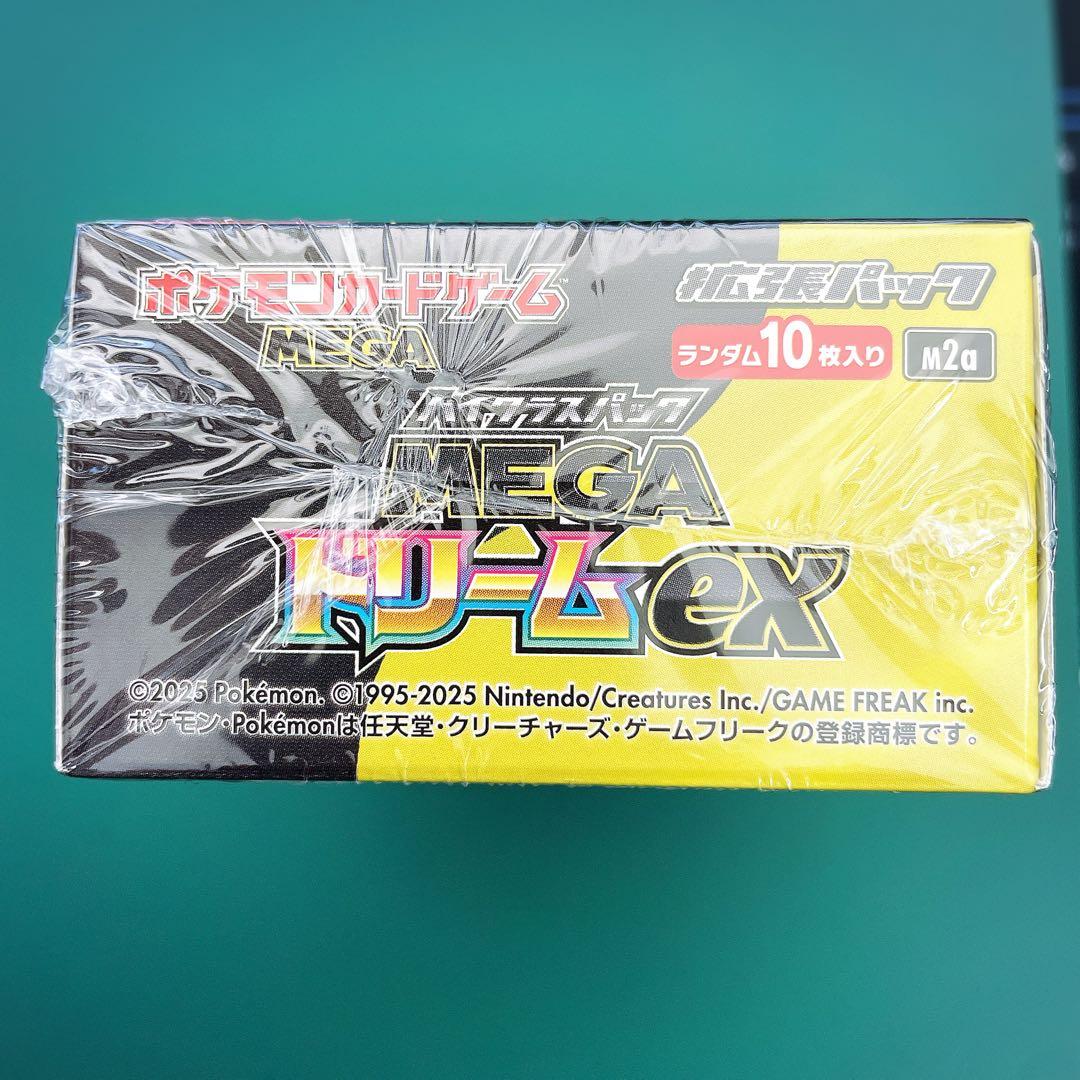 ポケモンカードゲーム™
MEGA
拡張パック
ランダム10枚入り
M2a
ハイクラスパック
MEGA
ドリームex
©2025 Pokémon. ©1995-2025 Nintendo/Creatures Inc./GAME FREAK inc.
ポケモン・Pokémonは任天堂・クリーチャーズ・ゲームフリークの登録商標です。